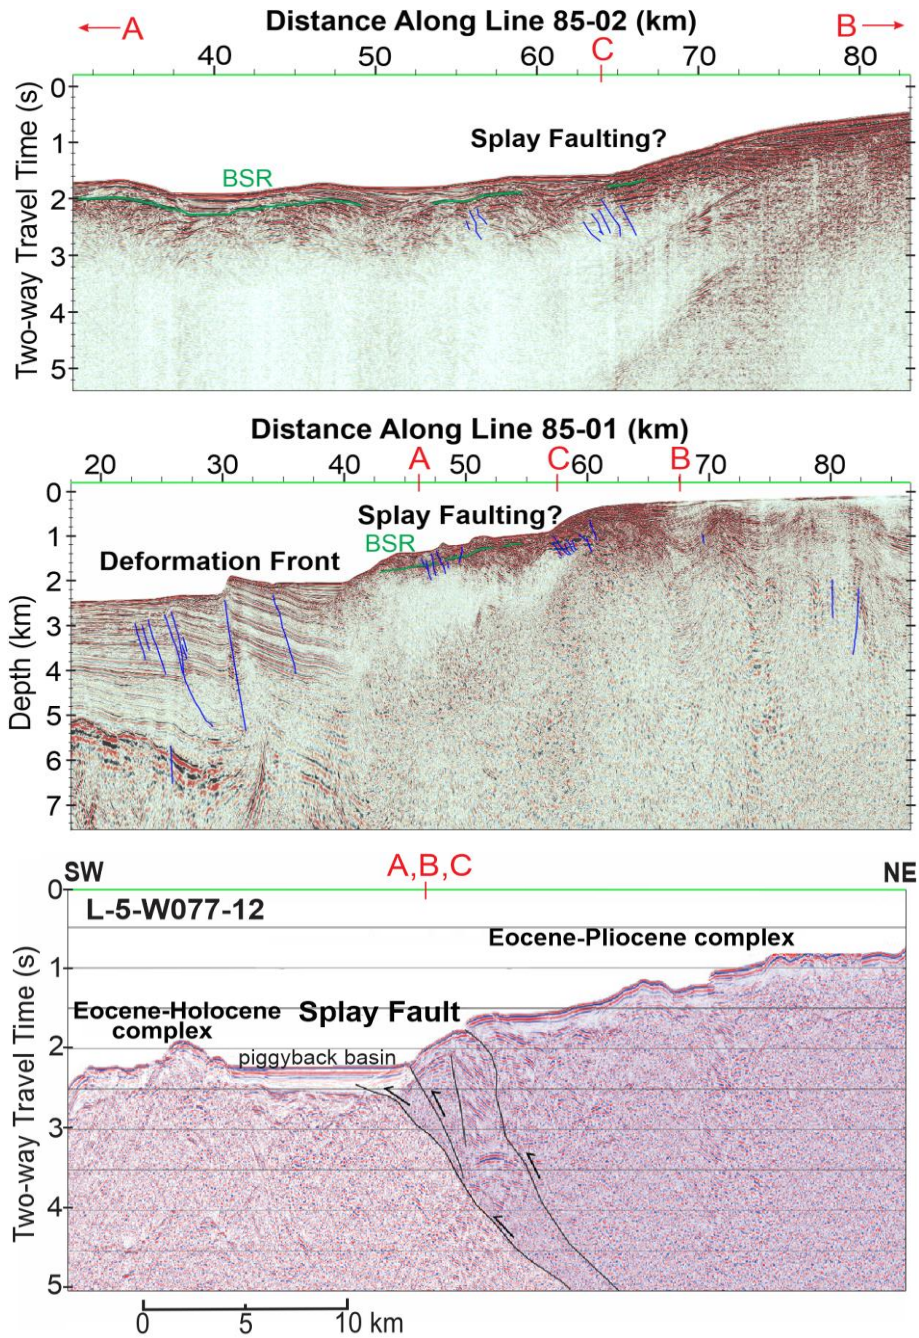 Distance Along Line 85-02 (km)
A C B
40 50 60 70 80
Two-way Travel Time (s)
0
1
2
3
4
5
Splay Faulting?
BSR
Distance Along Line 85-01 (km)
A C B
20 30 40 50 60 70 80
Depth (km)
0
1
2
3
4
5
6
7
Splay Faulting?
BSR
Deformation Front
SW A,B,C NE
Two-way Travel Time (s)
0
1
2
3
4
5
L-5-W077-12
Eocene-Pliocene complex
Eocene-Holocene
complex
Splay Fault
piggyback basin
0 5 10 km